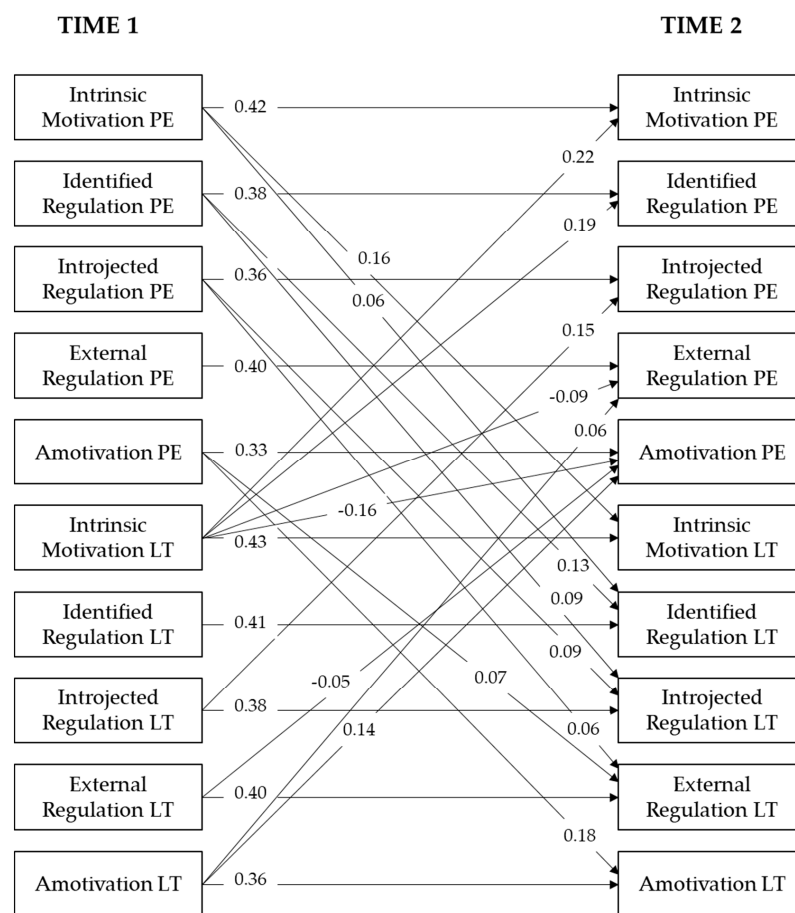 TIME 1
TIME 2
Intrinsic
Motivation PE
0.42
Intrinsic
Motivation PE
0.22
Identified
Regulation PE
0.38
Identified
Regulation PE
0.19
0.16
Introjected
Regulation PE
0.36
Introjected
Regulation PE
0.06
0.15
External
Regulation PE
0.40
External
Regulation PE
-0.09
0.06
Amotivation PE
0.33
Amotivation PE
-0.16
Intrinsic
Motivation LT
0.43
Intrinsic
Motivation LT
0.13
0.09
Identified
Regulation LT
0.41
Identified
Regulation LT
0.09
-0.05
0.07
Introjected
Regulation LT
0.38
Introjected
Regulation LT
0.14
0.06
External
Regulation LT
0.40
External
Regulation LT
0.18
Amotivation LT
0.36
Amotivation LT